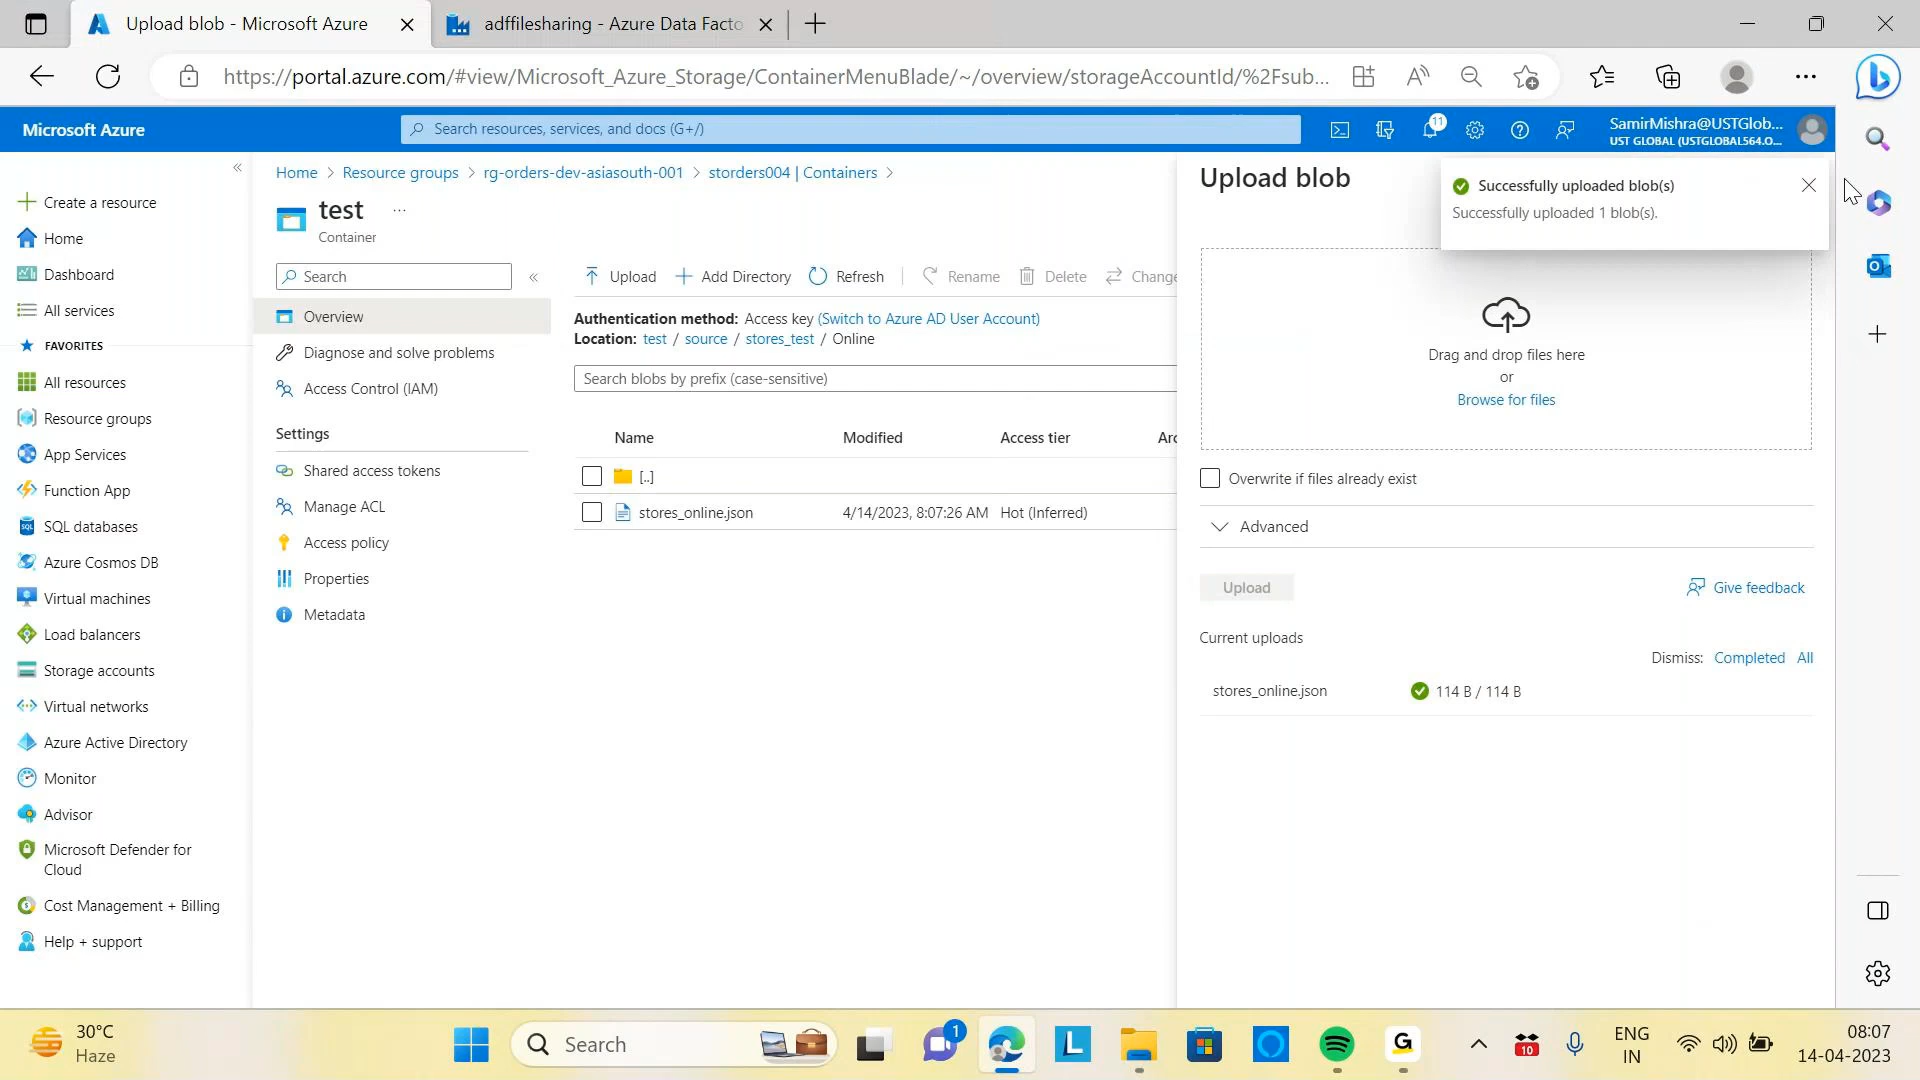 Upload blob - Microsoft Azure
adffilesharing - Azure Data Facto
https://portal.azure.com/#view/Microsoft_Azure_Storage/ContainerMenuBlade/~/overview/storageAccountId/%2Fsub...
Microsoft Azure
Search resources, services, and docs (G+/)
11
SamirMishra@USTGlob...
UST GLOBAL (USTGLOBAL564.O...
Create a resource
Home
Dashboard
All services
FAVORITES
All resources
Resource groups
App Services
Function App
SQL databases
Azure Cosmos DB
Virtual machines
Load balancers
Storage accounts
Virtual networks
Azure Active Directory
Monitor
Advisor
Microsoft Defender for
Cloud
Cost Management + Billing
Help + support
Home > Resource groups > rg-orders-dev-asiasouth-001 > storders004 | Containers >
test ...
Container
Search
Overview
Diagnose and solve problems
Access Control (IAM)
Settings
Shared access tokens
Manage ACL
Access policy
Properties
Metadata
Upload Add Directory Refresh Rename Delete Change
Authentication method: Access key (Switch to Azure AD User Account)
Location: test / source / stores_test / Online
Search blobs by prefix (case-sensitive)
Name Modified Access tier Arc
[..]
stores_online.json 4/14/2023, 8:07:26 AM Hot (Inferred)
Upload blob
Successfully uploaded blob(s)
Successfully uploaded 1 blob(s).
Drag and drop files here
or
Browse for files
Overwrite if files already exist
Advanced
Upload
Give feedback
Current uploads
Dismiss: Completed All
stores_online.json 114 B / 114 B
30°C
Haze
Search
1
L
G
10
ENG
IN
08:07
14-04-2023